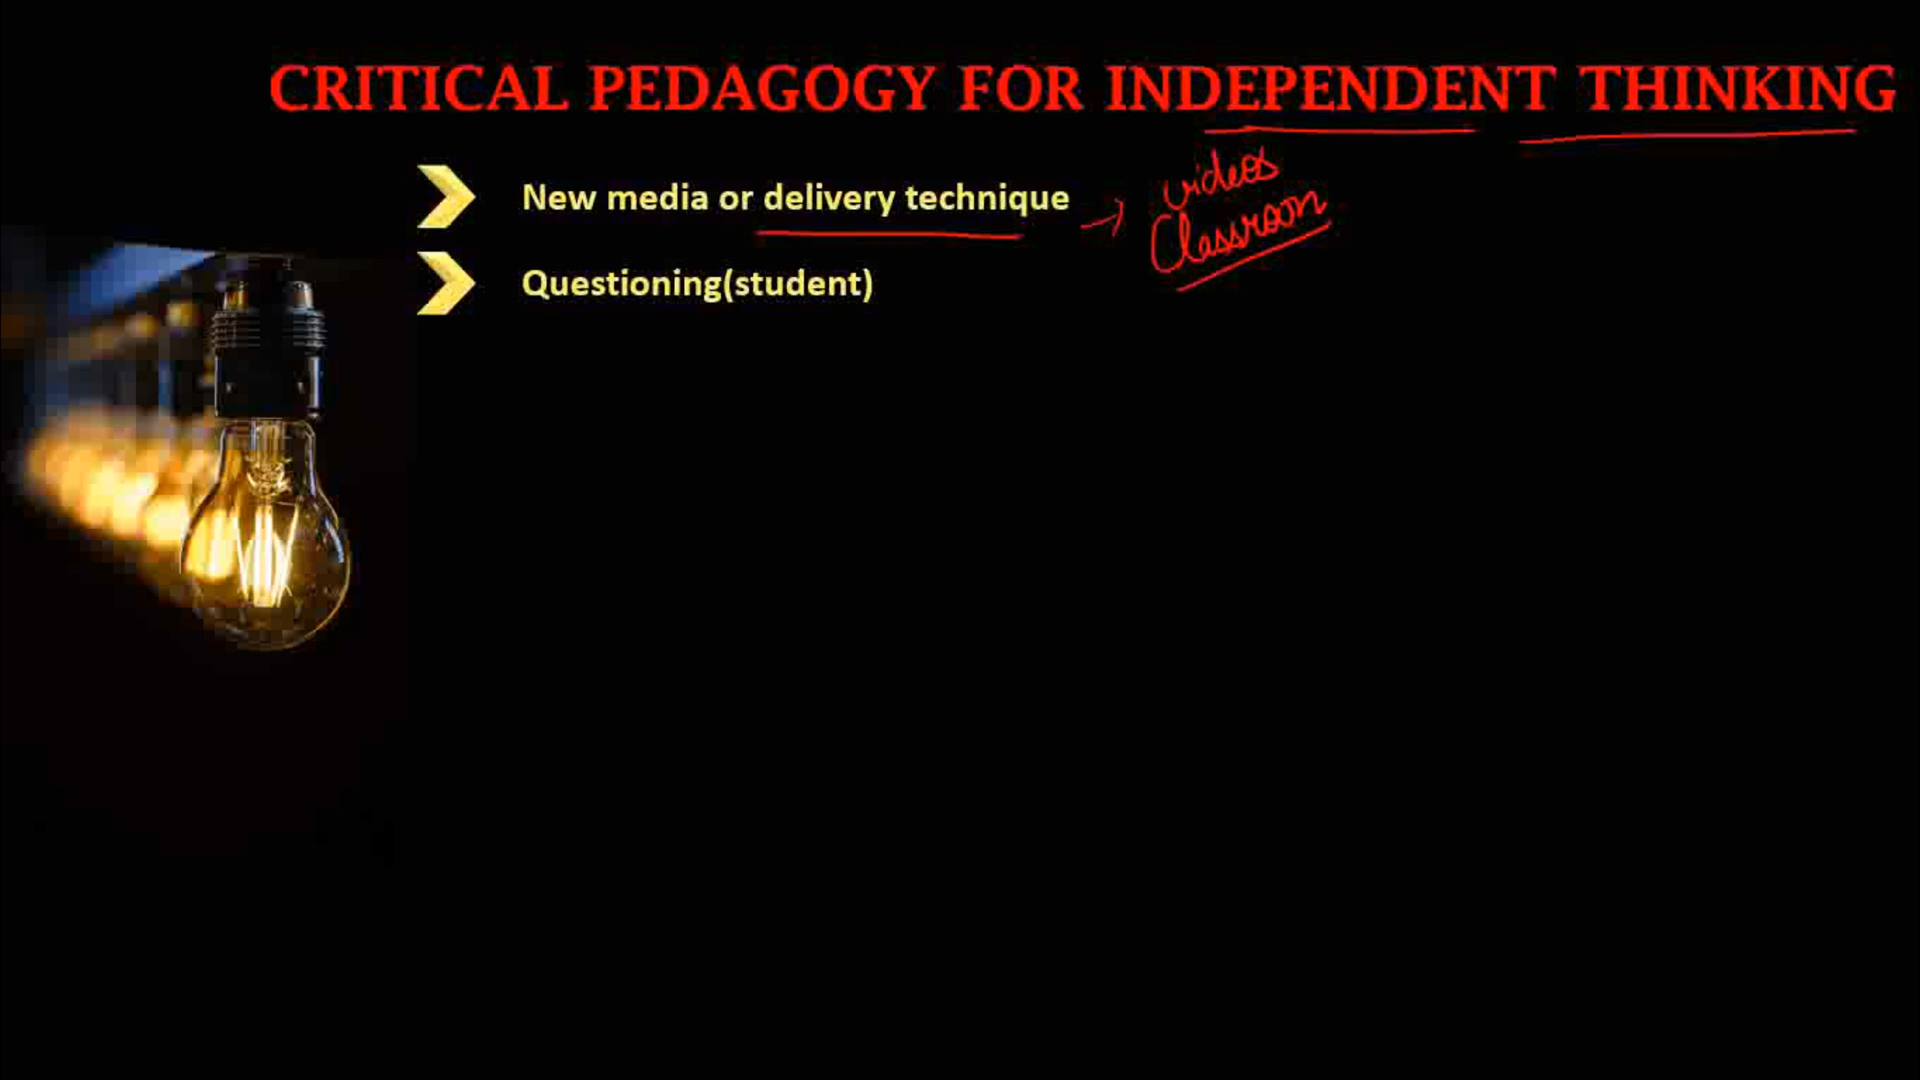 CRITICAL PEDAGOGY FOR INDEPENDENT THINKING
New media or delivery technique → videos
Classroom
Questioning(student)